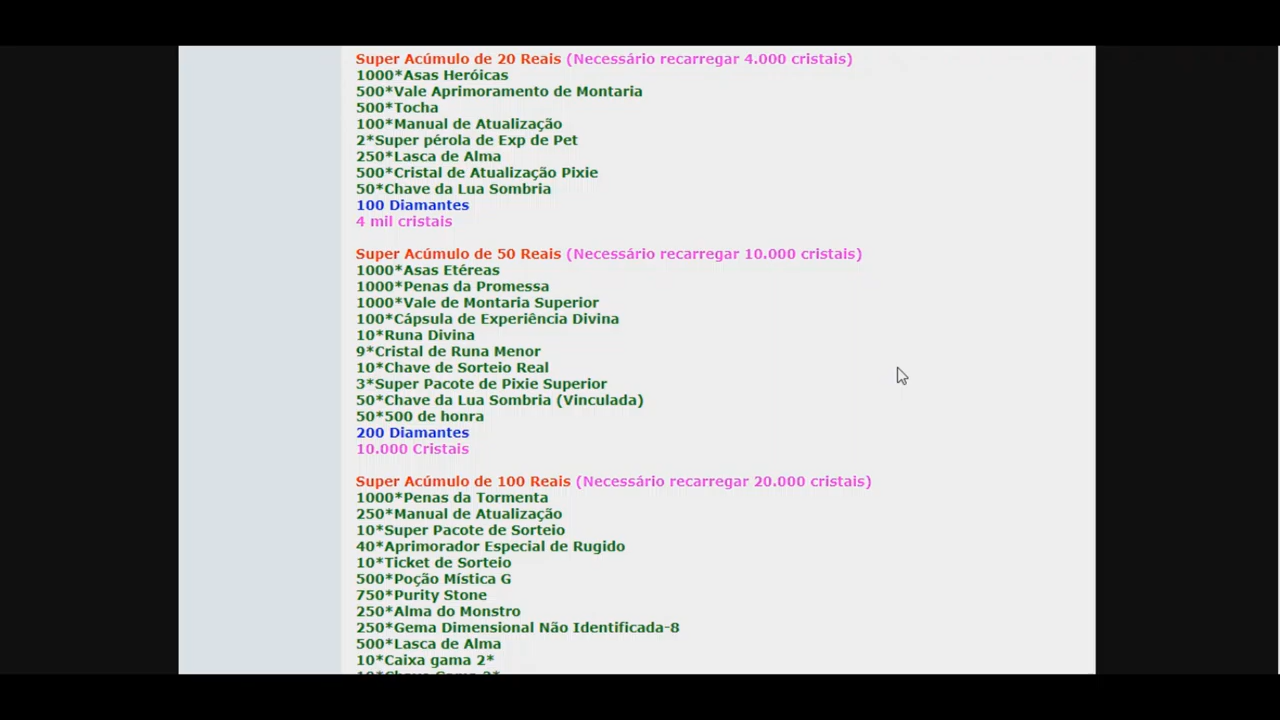 Super Acúmulo de 20 Reais (Necessário recarregar 4.000 cristais)
1000*Asas Heróicas
500*Vale Aprimoramento de Montaria
500*Tocha
100*Manual de Atualização
2*Super pérola de Exp de Pet
250*Lasca de Alma
500*Cristal de Atualização Pixie
50*Chave da Lua Sombria
100 Diamantes
4 mil cristais
Super Acúmulo de 50 Reais (Necessário recarregar 10.000 cristais)
1000*Asas Etéreas
1000*Penas da Promessa
1000*Vale de Montaria Superior
100*Cápsula de Experiência Divina
10*Runa Divina
9*Cristal de Runa Menor
10*Chave de Sorteio Real
3*Super Pacote de Pixie Superior
50*Chave da Lua Sombria (Vinculada)
50*500 de honra
200 Diamantes
10.000 Cristais
Super Acúmulo de 100 Reais (Necessário recarregar 20.000 cristais)
1000*Penas da Tormenta
250*Manual de Atualização
10*Super Pacote de Sorteio
40*Aprimorador Especial de Rugido
10*Ticket de Sorteio
500*Poção Mística G
750*Purity Stone
250*Alma do Monstro
250*Gema Dimensional Não Identificada-8
500*Lasca de Alma
10*Caixa gama 2*